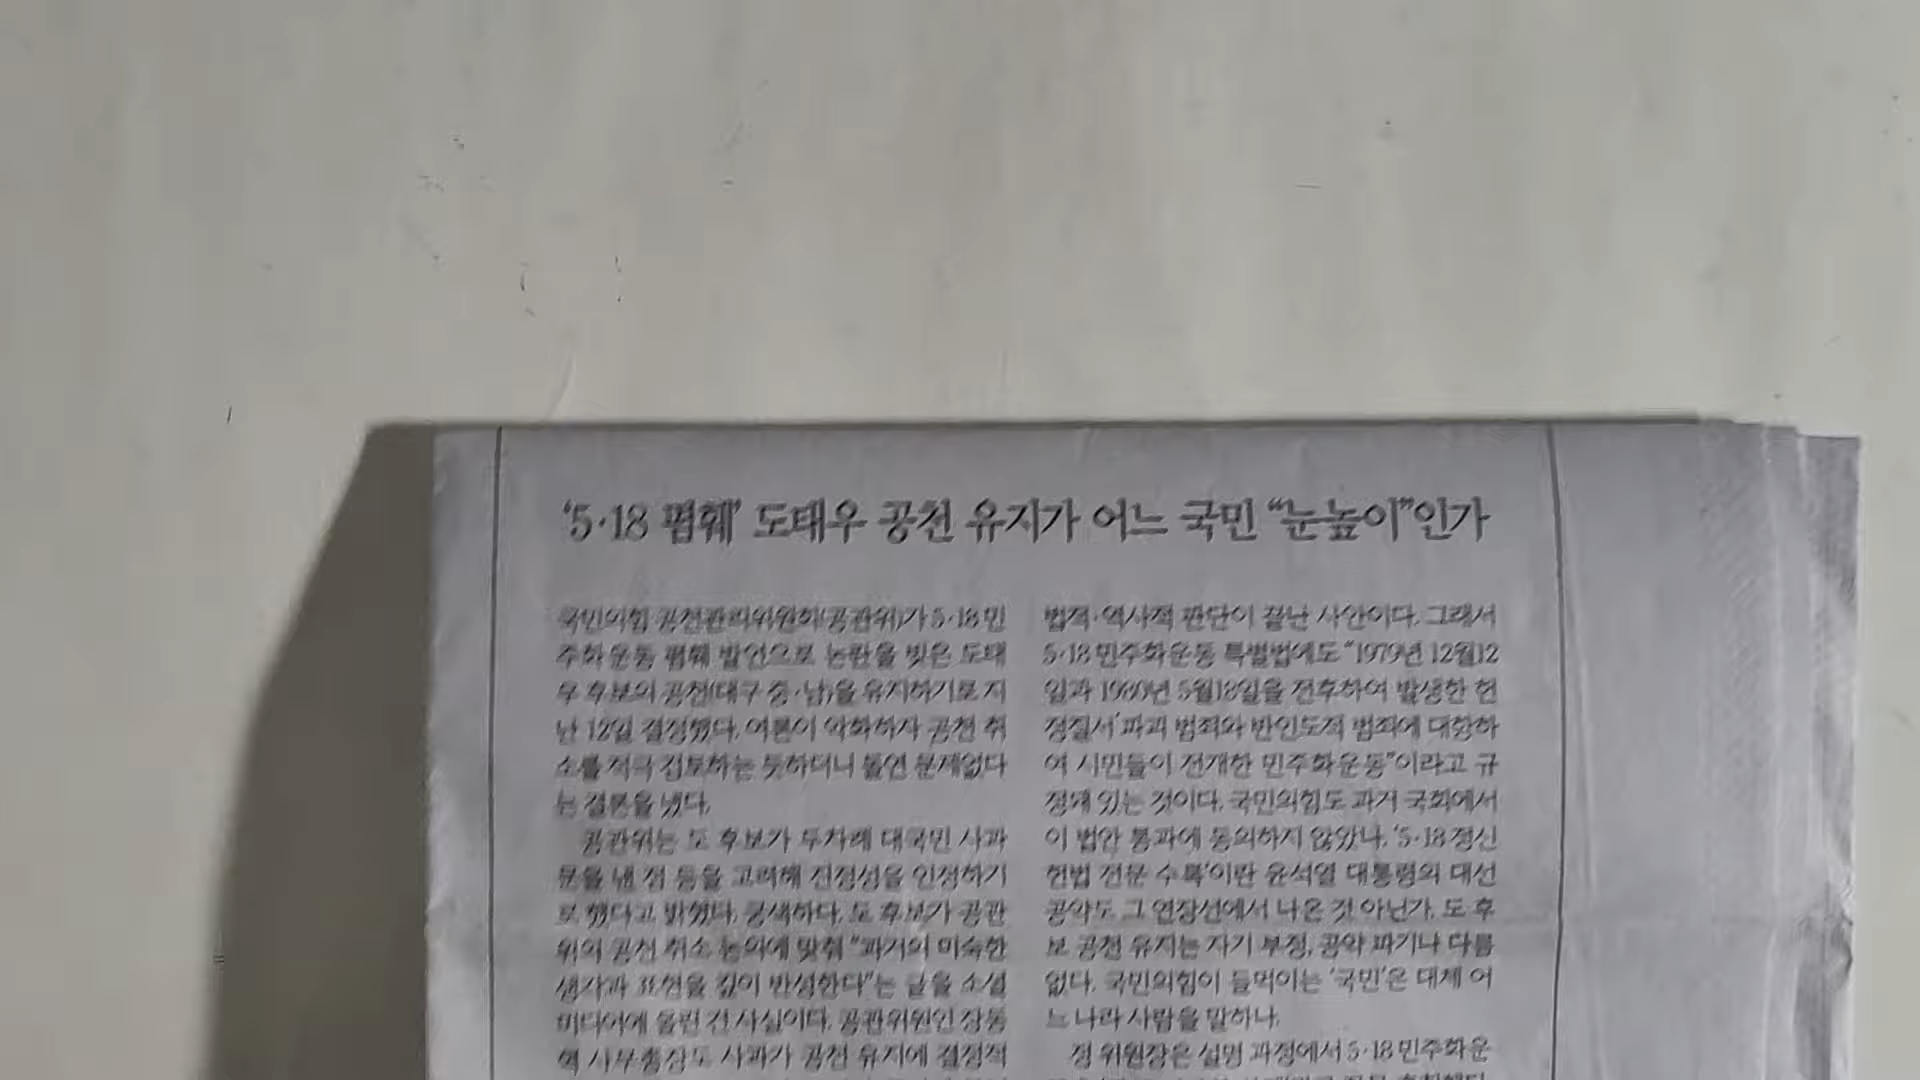 ‘5·18 폄훼’ 도태우 공천 유지가 어느 국민 “눈높이”인가
국민의힘 공천관리위원회(공관위)가 5·18 민
주화운동 폄훼 발언으로 논란을 빚은 도태
우 후보의 공천(대구 중·남)을 유지하기로 지
난 12일 결정했다. 여론이 악화하자 공천 취
소를 적극 검토하는 듯하더니 돌연 문제없다
는 결론을 냈다.
공관위는 도 후보가 두차례 대국민 사과
문을 낸 점 등을 고려해 진정성을 인정하기
로 했다고 밝혔다. 궁색하다. 도 후보가 공관
위의 공천 취소 논의에 맞춰 “과거의 미숙한
생각과 표현을 깊이 반성한다”는 글을 소셜
미디어에 올린 건 사실이다. 공관위원인 장동
혁 사무총장도 사과가 공천 유지에 결정적
법적·역사적 판단이 끝난 사안이다. 그래서
5·18 민주화운동 특별법에도 “1979년 12월12
일과 1980년 5월18일을 전후하여 발생한 헌
정질서 파괴 범죄와 반인도적 범죄에 대항하
여 시민들이 전개한 민주화운동”이라고 규
정돼 있는 것이다. 국민의힘도 과거 국회에서
이 법안 통과에 동의하지 않았나. ‘5·18 정신
헌법 전문 수록’이란 윤석열 대통령의 대선
공약도 그 연장선에서 나온 것 아닌가. 도 후
보 공천 유지는 자기 부정, 공약 파기나 다름
없다. 국민의힘이 들먹이는 ‘국민’은 대체 어
느 나라 사람을 말하나.
정 위원장은 설명 과정에서 5·18 민주화운